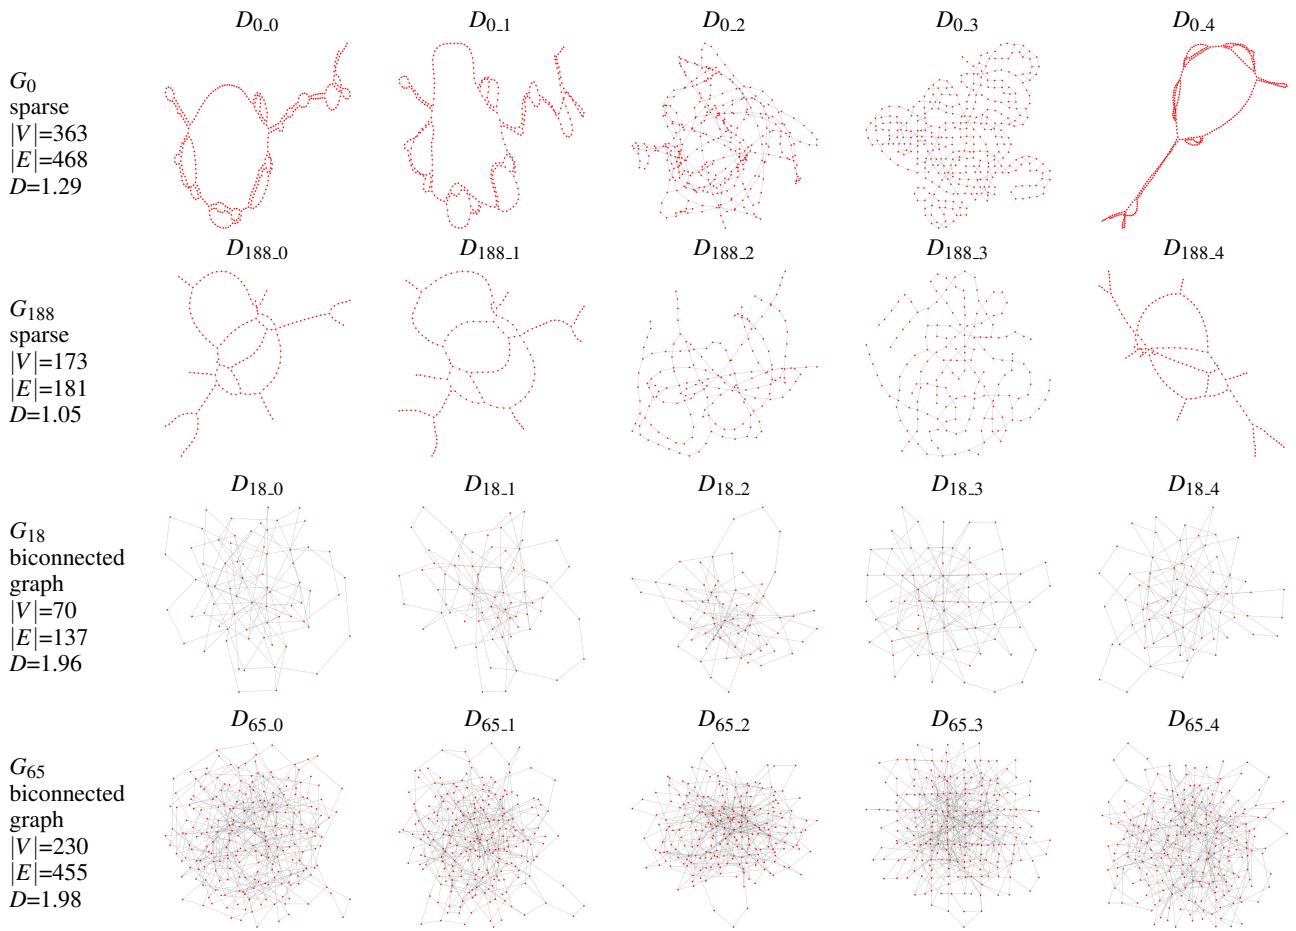 D0_0 D0_1 D0_2 D0_3 D0_4
G0
sparse
|V|=363
|E|=468
D=1.29
D188_0 D188_1 D188_2 D188_3 D188_4
G188
sparse
|V|=173
|E|=181
D=1.05
D18_0 D18_1 D18_2 D18_3 D18_4
G18
biconnected
graph
|V|=70
|E|=137
D=1.96
D65_0 D65_1 D65_2 D65_3 D65_4
G65
biconnected
graph
|V|=230
|E|=455
D=1.98